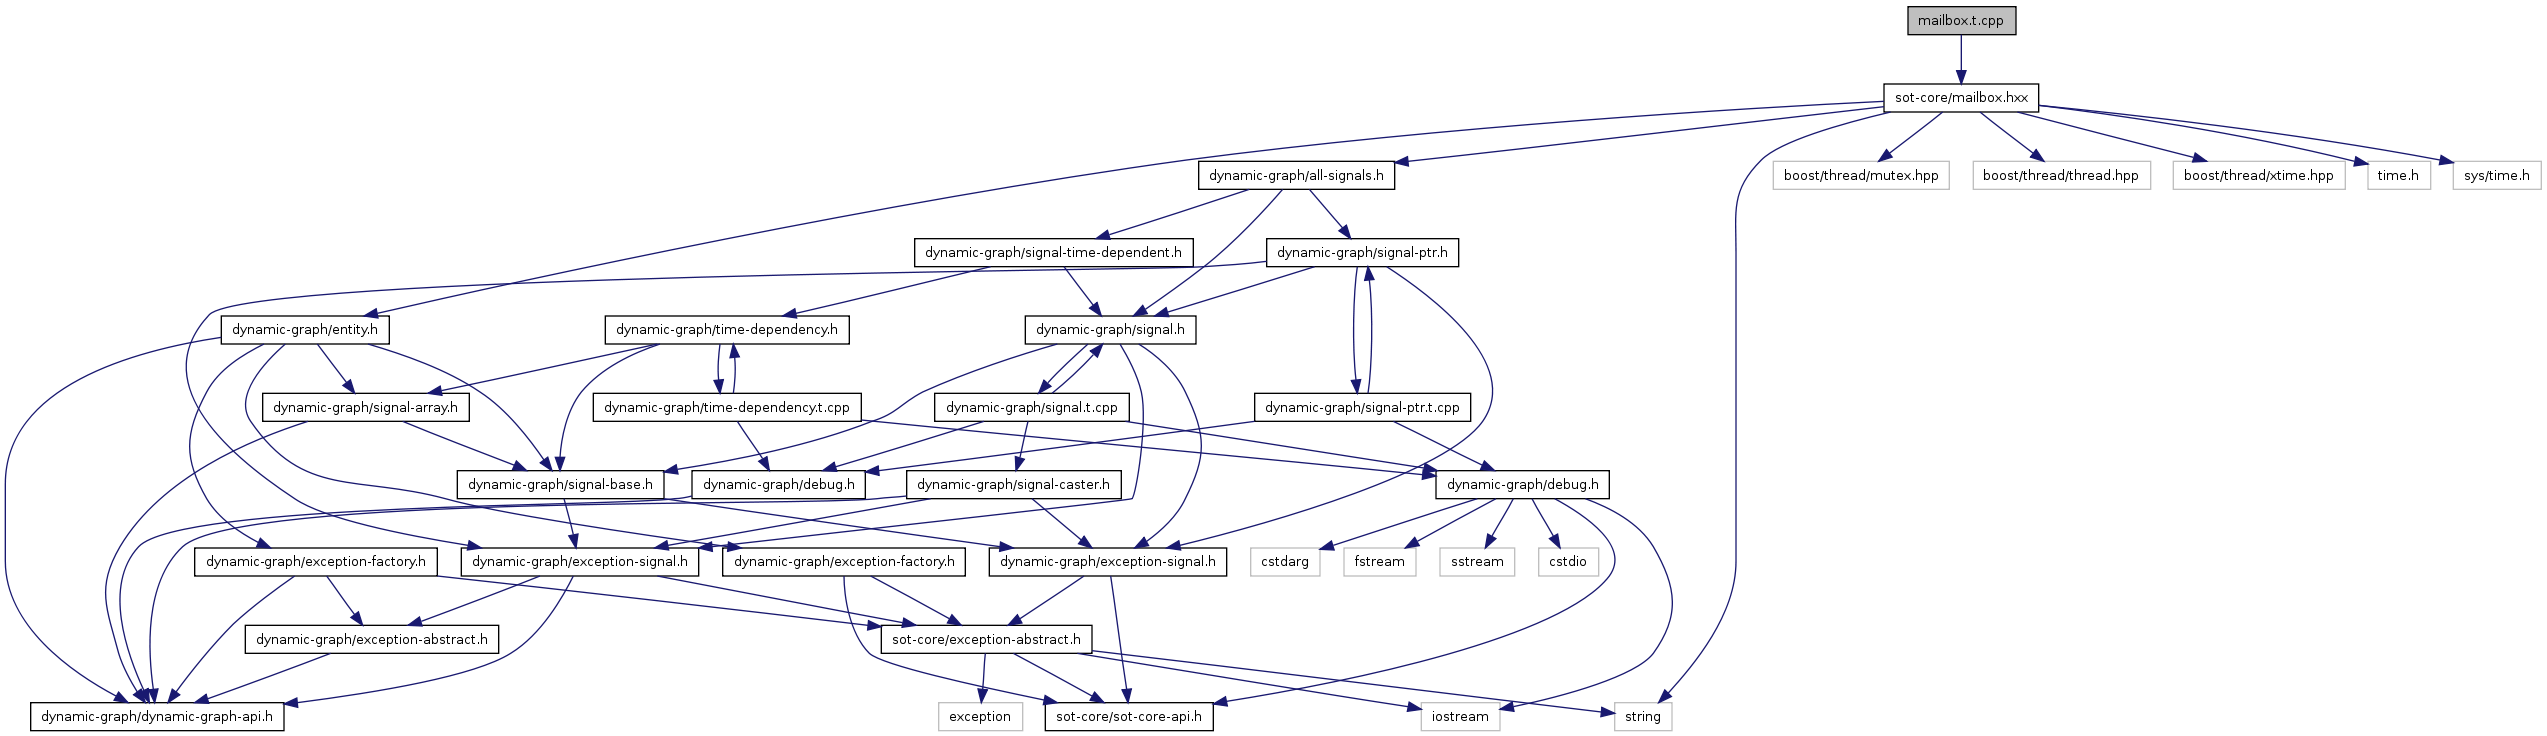 mailbox.t.cpp
sot-core/mailbox.hxx
dynamic-graph/all-signals.h
boost/thread/mutex.hpp
boost/thread/thread.hpp
boost/thread/xtime.hpp
time.h
sys/time.h
dynamic-graph/signal-time-dependent.h
dynamic-graph/signal-ptr.h
dynamic-graph/entity.h
dynamic-graph/time-dependency.h
dynamic-graph/signal.h
dynamic-graph/signal-array.h
dynamic-graph/time-dependency.t.cpp
dynamic-graph/signal.t.cpp
dynamic-graph/signal-ptr.t.cpp
dynamic-graph/signal-base.h
dynamic-graph/debug.h
dynamic-graph/signal-caster.h
dynamic-graph/debug.h
dynamic-graph/exception-factory.h
dynamic-graph/exception-signal.h
dynamic-graph/exception-factory.h
dynamic-graph/exception-signal.h
cstdarg
fstream
sstream
cstdio
dynamic-graph/exception-abstract.h
sot-core/exception-abstract.h
dynamic-graph/dynamic-graph-api.h
exception
sot-core/sot-core-api.h
iostream
string